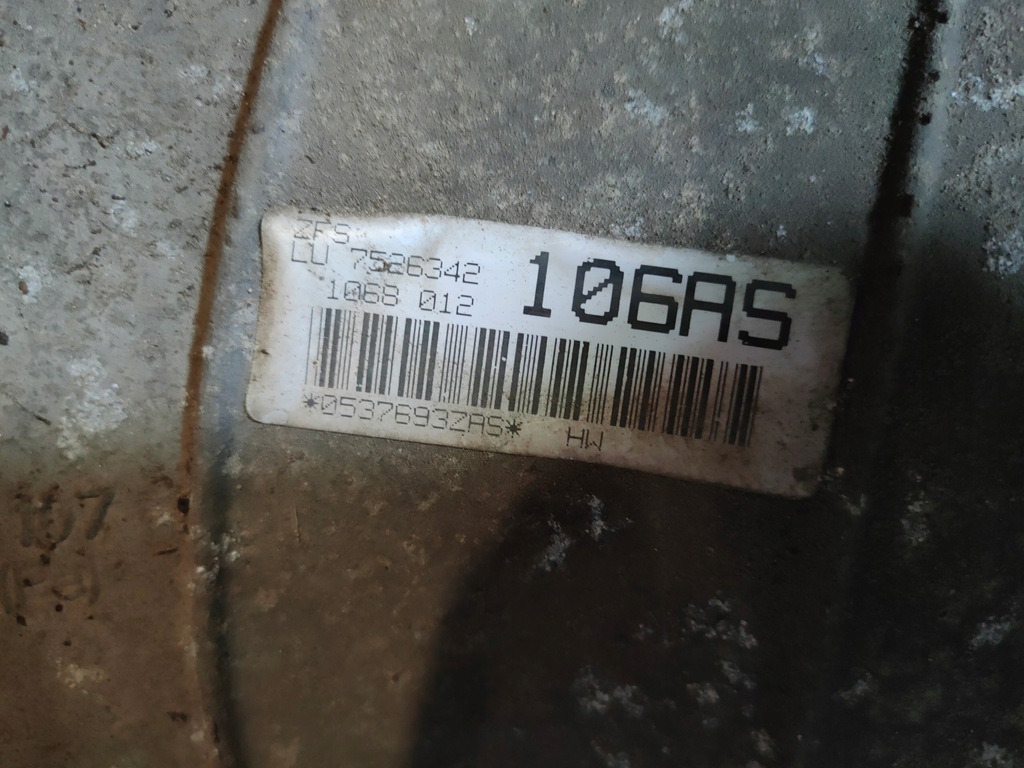 ZFS
LU 7526342
1068 012
106AS
*0537693ZAS*
HW